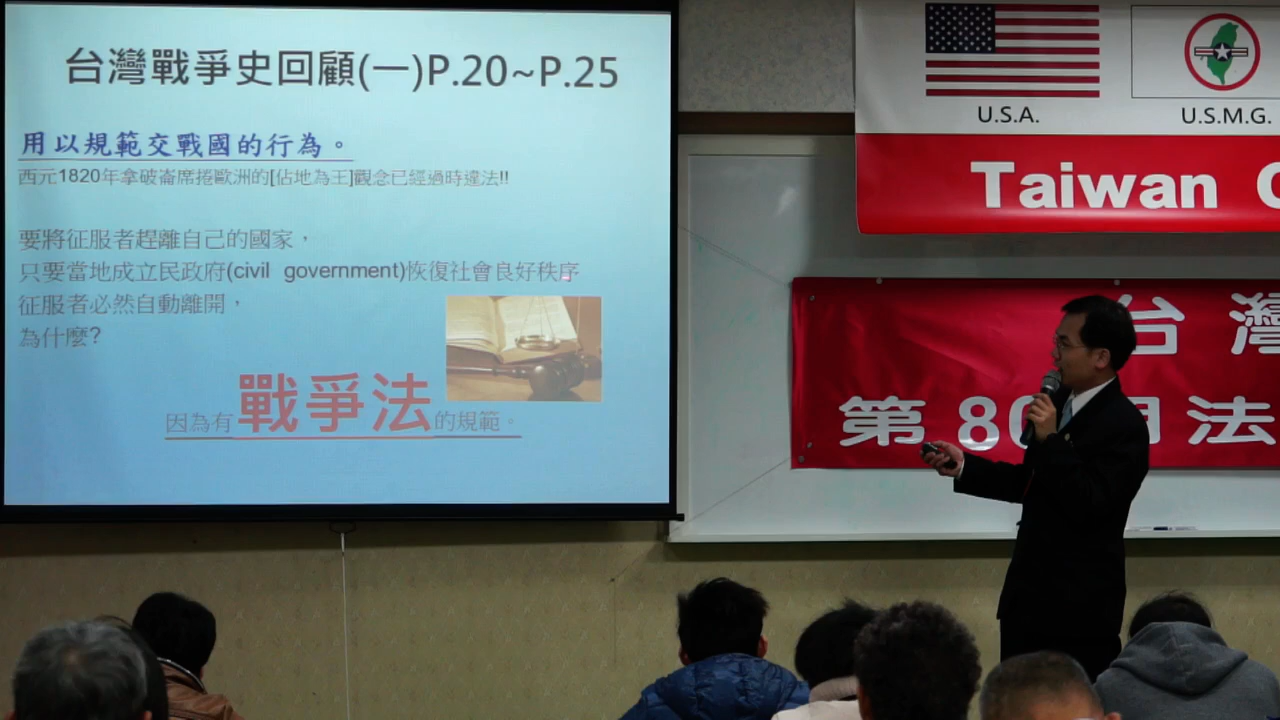 台灣戰爭史回顧(一)P.20~P.25
用以規範交戰國的行為。
西元1820年拿破崙席捲歐洲的[佔地為王]觀念已經過時違法!!
要將征服者趕離自己的國家，
只要當地成立民政府(civil government)恢復社會良好秩序
征服者必然自動離開，
為什麼?
因為有戰爭法的規範。
U.S.A.
U.S.M.G.
Taiwan C
台灣
第80期法